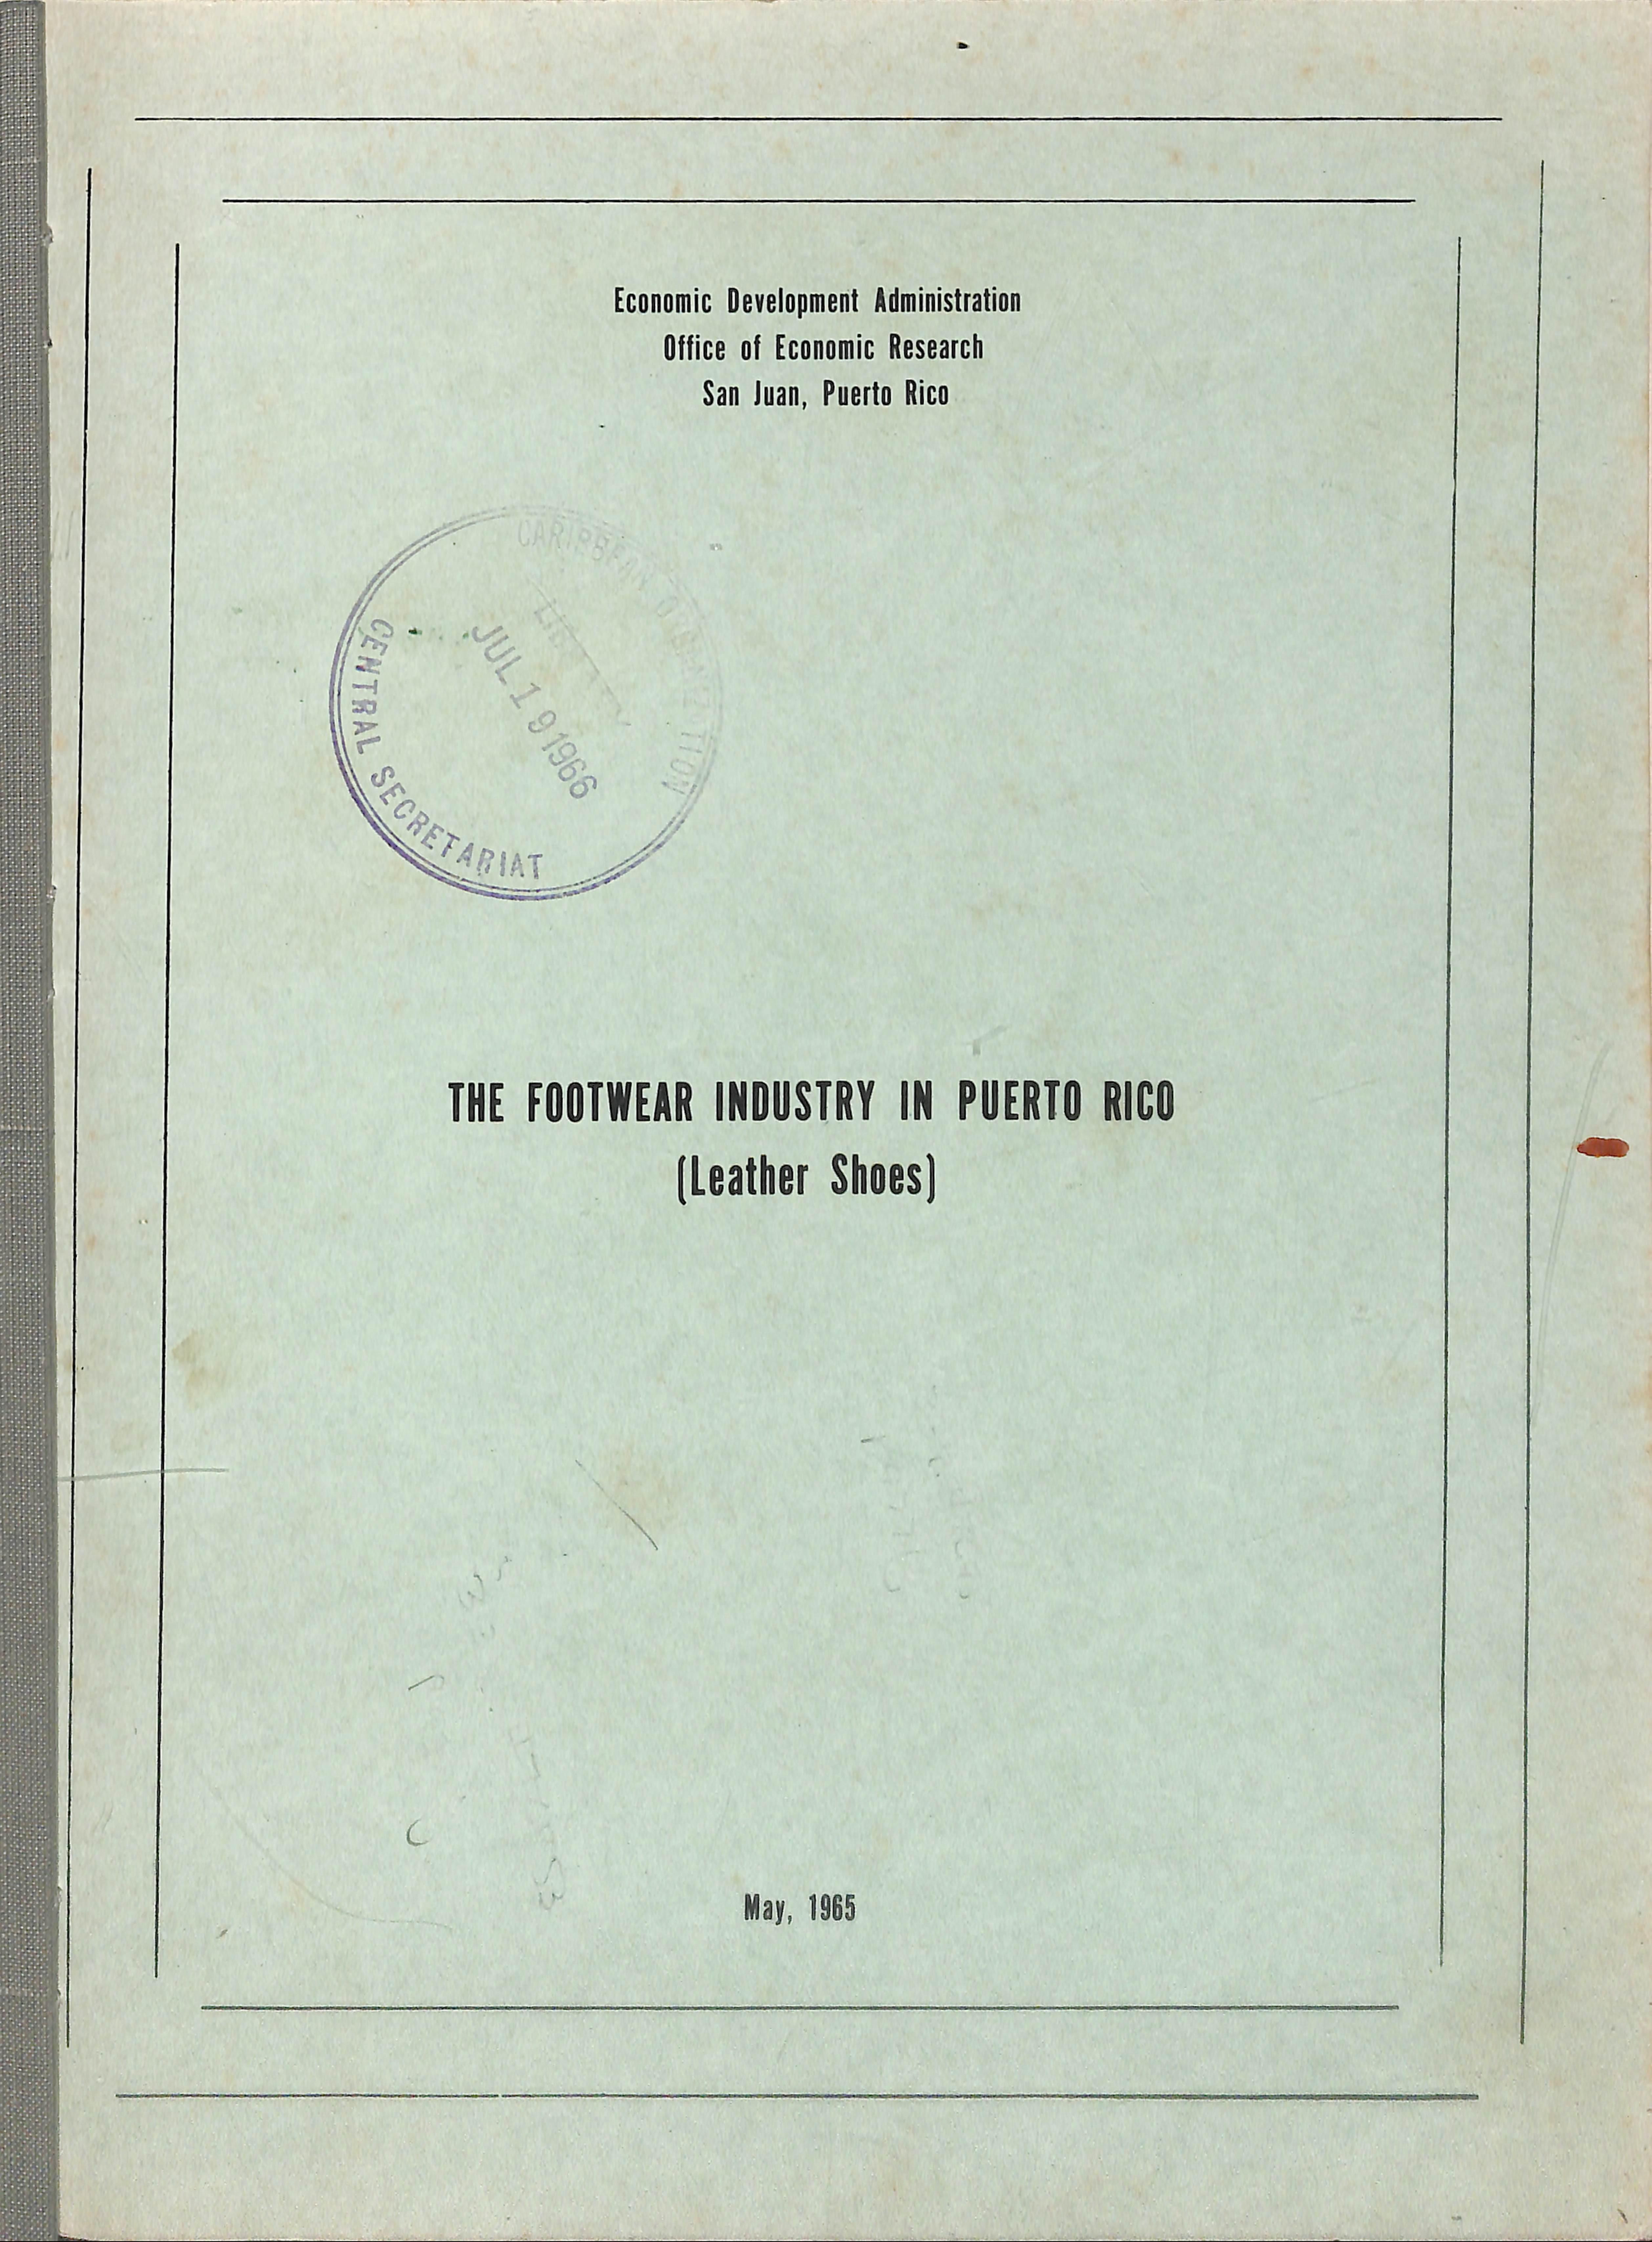 Economic Development Administration
Office of Economic Research
San Juan, Puerto Rico
CARIBBEAN ORGANIZATION
LIBRARY
JUL 19 1966
CENTRAL SECRETARIAT
THE FOOTWEAR INDUSTRY IN PUERTO RICO
(Leather Shoes)
May, 1965